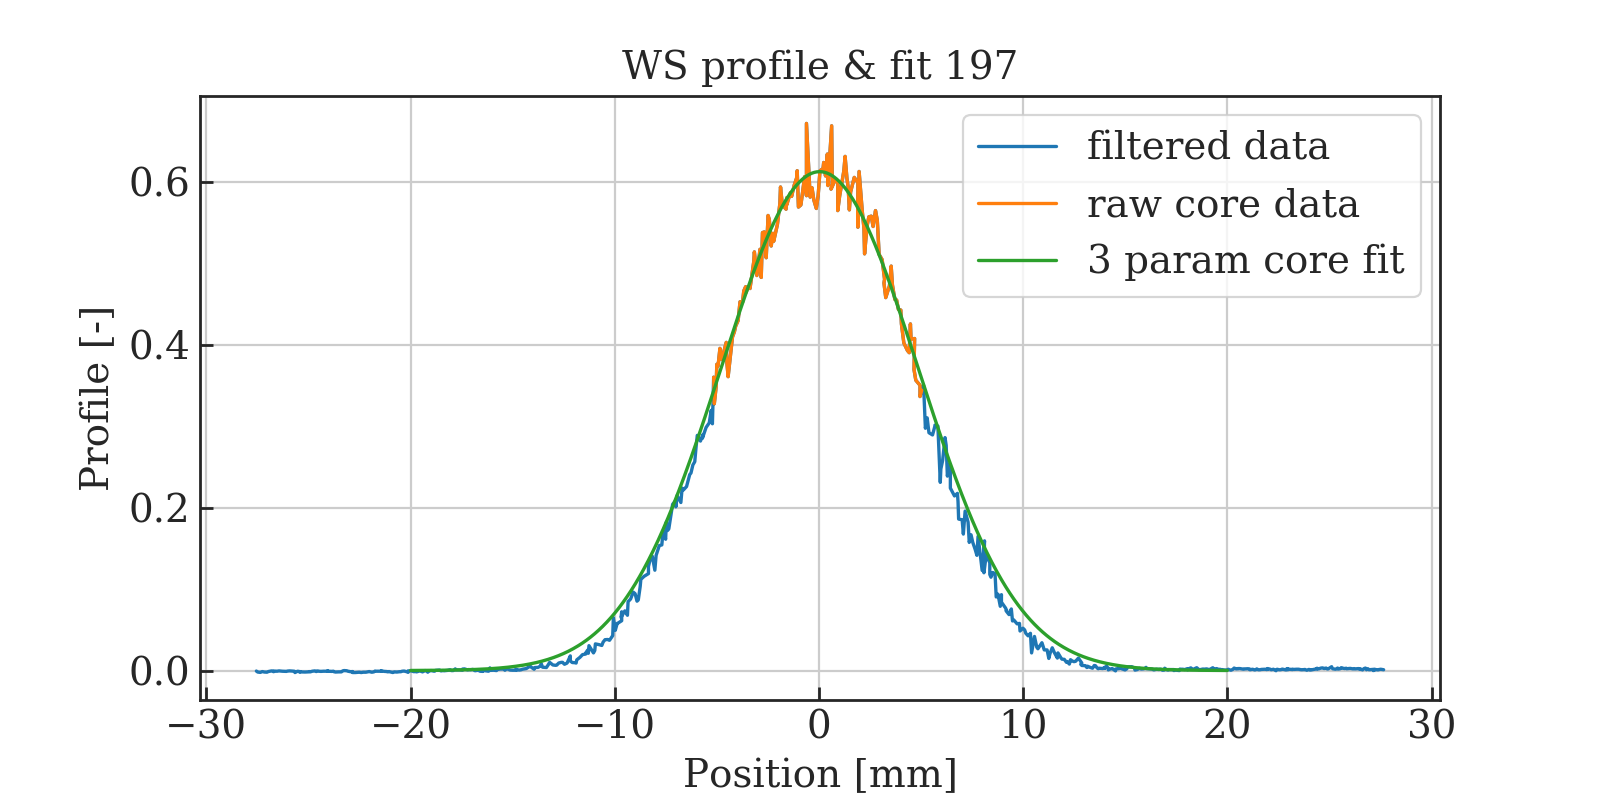 WS profile & fit 197
filtered data
raw core data
3 param core fit
Profile [-]
0.6
0.4
0.2
0.0
−30 −20 −10 0 10 20 30
Position [mm]